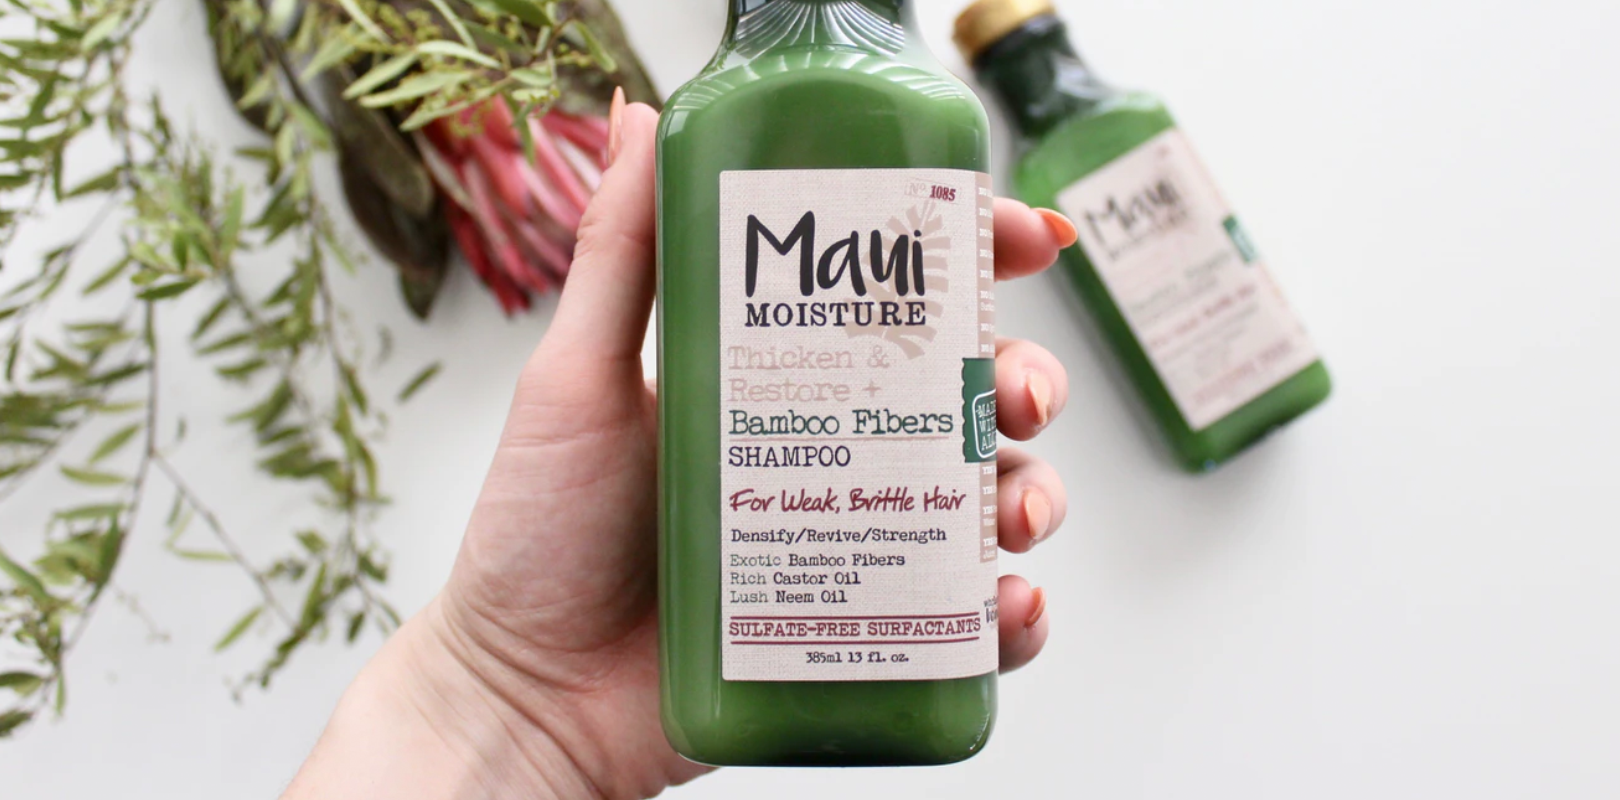 Nº 1085
Maui
MOISTURE
Thicken &
Restore +
Bamboo Fibers
SHAMPOO
For Weak, Brittle Hair
Densify/Revive/Strength
Exotic Bamboo Fibers
Rich Castor Oil
Lush Neem Oil
SULFATE-FREE SURFACTANTS
385ml 13 fl. oz.
Maui